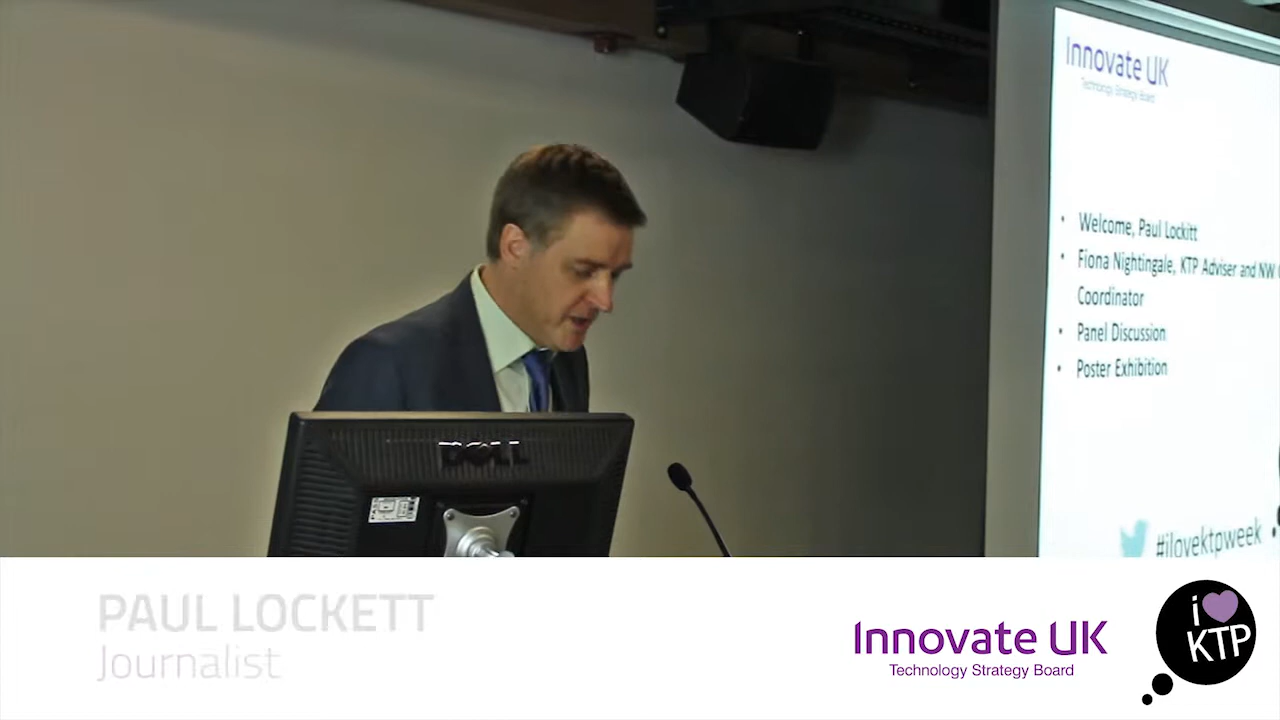 Innovate UK
Technology Strategy Board
• Welcome, Paul Lockitt
• Fiona Nightingale, KTP Adviser and NW
Coordinator
• Panel Discussion
• Poster Exhibition
#ilovektpweek
DELL
PAUL LOCKETT
Journalist
Innovate UK
Technology Strategy Board
i
KTP